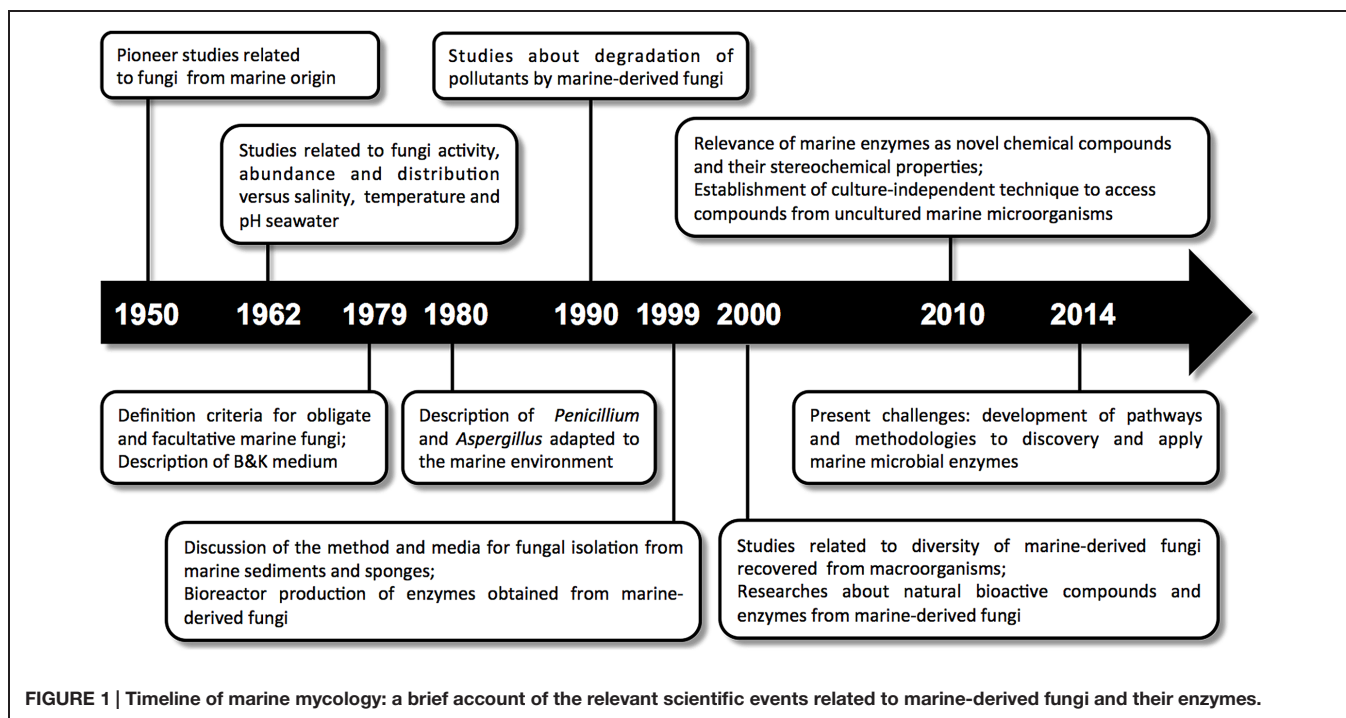 Pioneer studies related
to fungi from marine origin
Studies about degradation of
pollutants by marine-derived fungi
Studies related to fungi activity,
abundance and distribution
versus salinity, temperature and
pH seawater
Relevance of marine enzymes as novel chemical compounds
and their stereochemical properties;
Establishment of culture-independent technique to access
compounds from uncultured marine microorganisms
1950 1962 1979 1980 1990 1999 2000 2010 2014
Definition criteria for obligate
and facultative marine fungi;
Description of B&K medium
Description of Penicillium
and Aspergillus adapted to
the marine environment
Present challenges: development of pathways
and methodologies to discovery and apply
marine microbial enzymes
Discussion of the method and media for fungal isolation from
marine sediments and sponges;
Bioreactor production of enzymes obtained from marine-
derived fungi
Studies related to diversity of marine-derived fungi
recovered from macroorganisms;
Researches about natural bioactive compounds and
enzymes from marine-derived fungi
FIGURE 1 | Timeline of marine mycology: a brief account of the relevant scientific events related to marine-derived fungi and their enzymes.